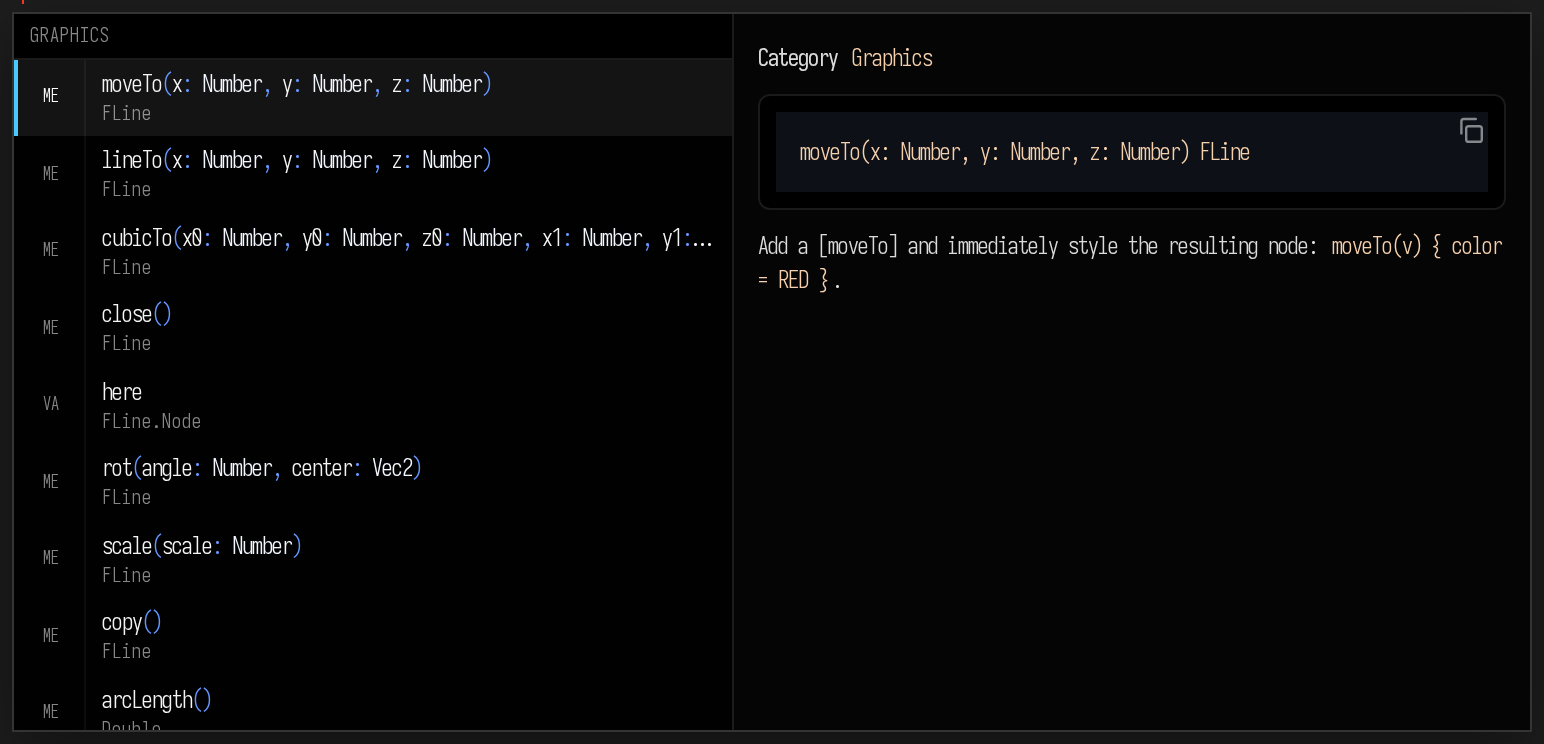 GRAPHICS
ME
moveTo(x: Number, y: Number, z: Number)
FLine
ME
lineTo(x: Number, y: Number, z: Number)
FLine
ME
cubicTo(x0: Number, y0: Number, z0: Number, x1: Number, y1:...
FLine
ME
close()
FLine
VA
here
FLine.Node
ME
rot(angle: Number, center: Vec2)
FLine
ME
scale(scale: Number)
FLine
ME
copy()
FLine
ME
arcLength()
Double
Category Graphics
moveTo(x: Number, y: Number, z: Number) FLine
Add a [moveTo] and immediately style the resulting node: moveTo(v) { color
= RED }.